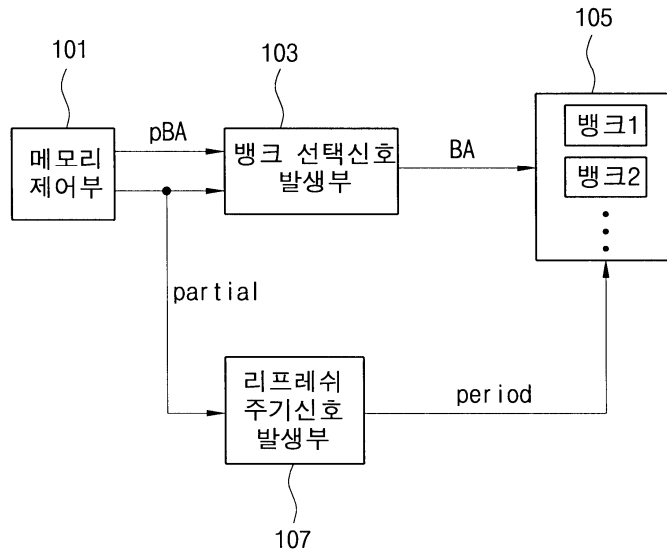 101
103
105
메모리
제어부
pBA
뱅크 선택신호
발생부
BA
뱅크1
뱅크2
partial
리프레쉬
주기신호
발생부
period
107